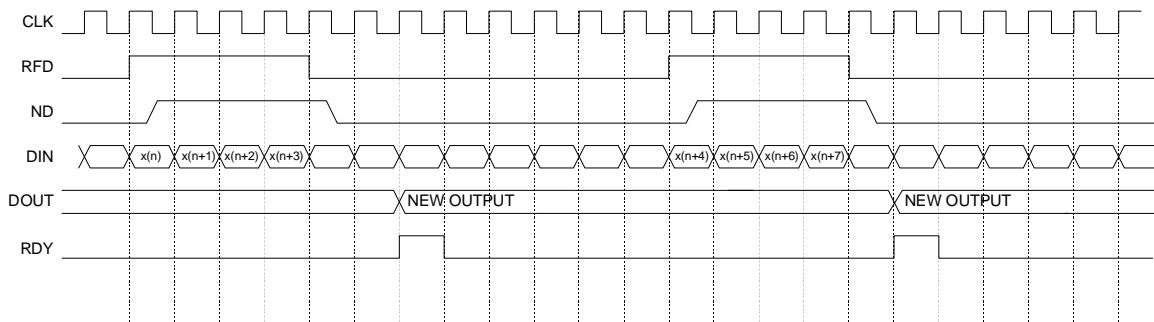 CLK
RFD
ND
DIN x(n) x(n+1) x(n+2) x(n+3) x(n+4) x(n+5) x(n+6) x(n+7)
DOUT NEW OUTPUT NEW OUTPUT
RDY